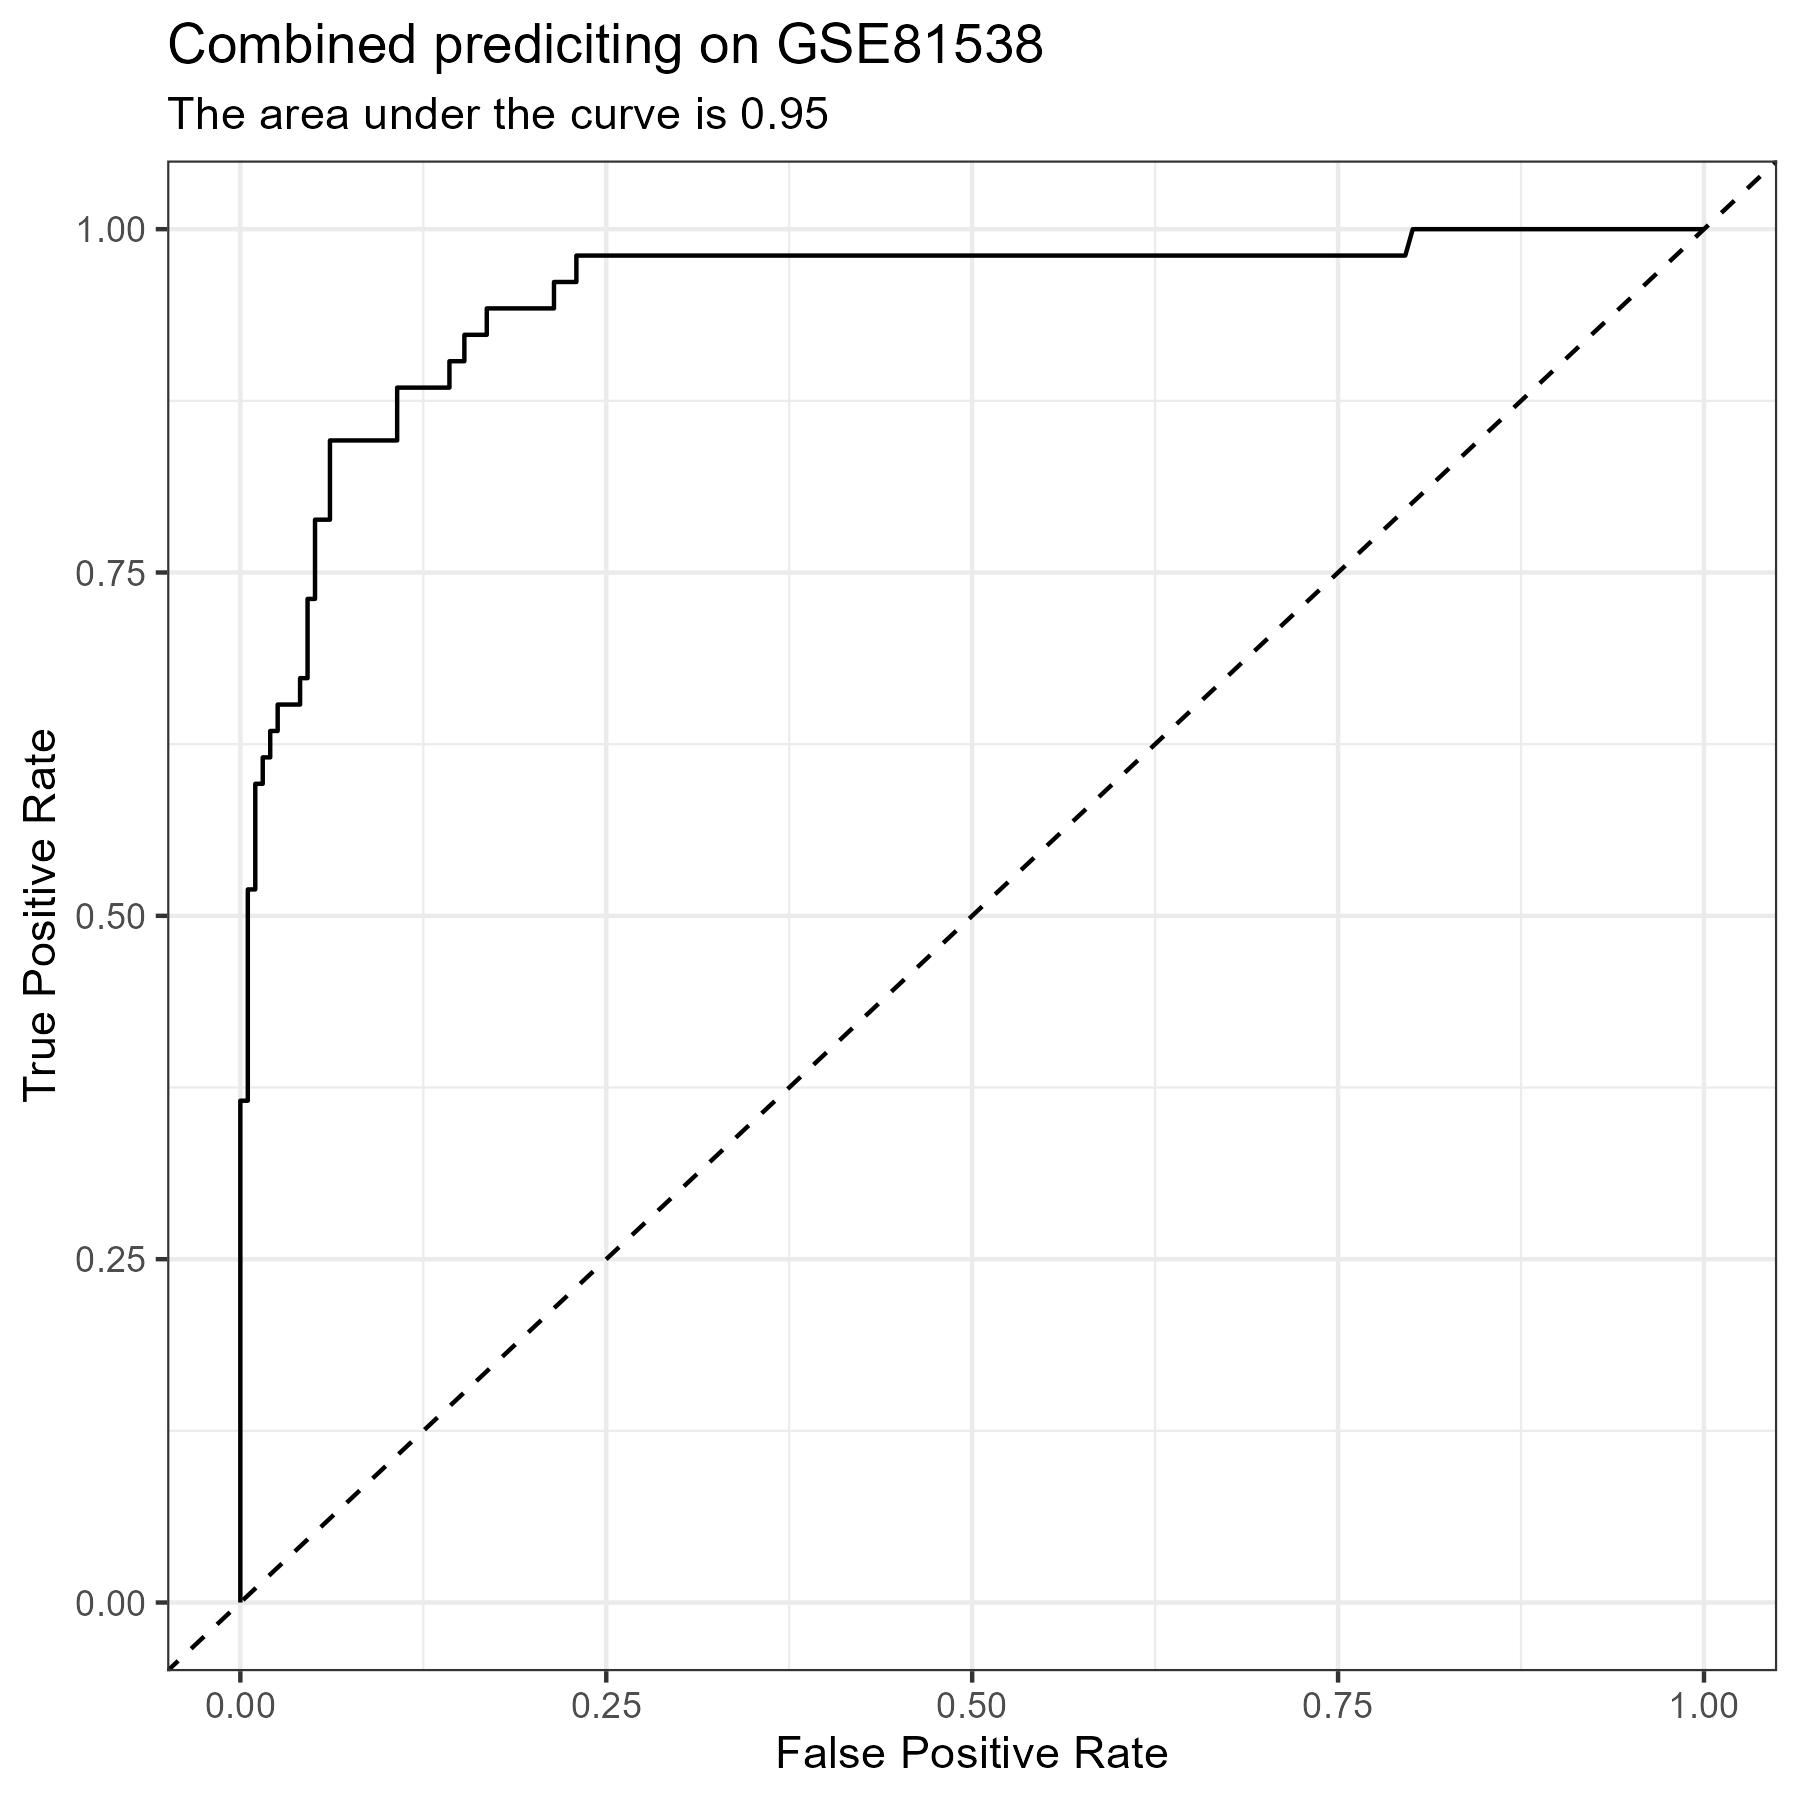 Combined prediciting on GSE81538
The area under the curve is 0.95
1.00
0.75
0.50
0.25
0.00
True Positive Rate
0.00 0.25 0.50 0.75 1.00
False Positive Rate